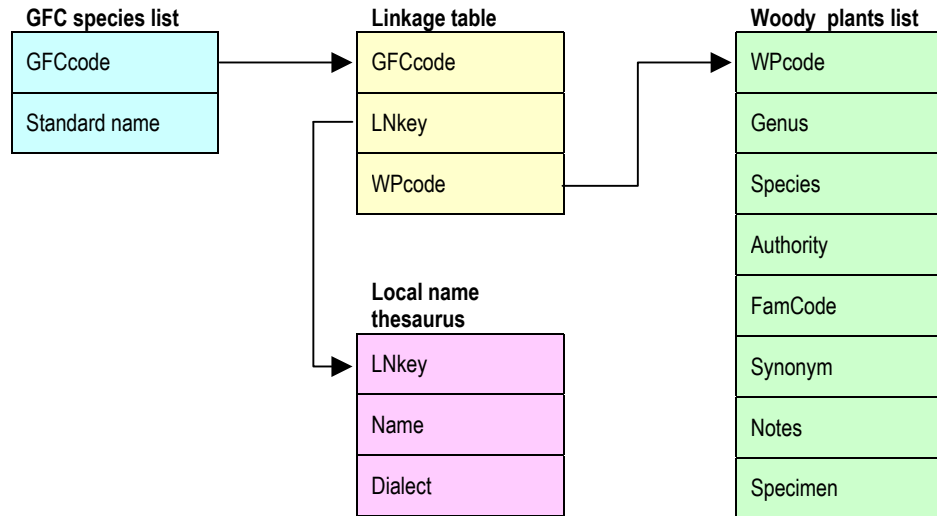 GFC species list
GFCcode
Standard name
Linkage table
GFCcode
LNkey
WPcode
Local name
thesaurus
LNkey
Name
Dialect
Woody plants list
WPcode
Genus
Species
Authority
FamCode
Synonym
Notes
Specimen